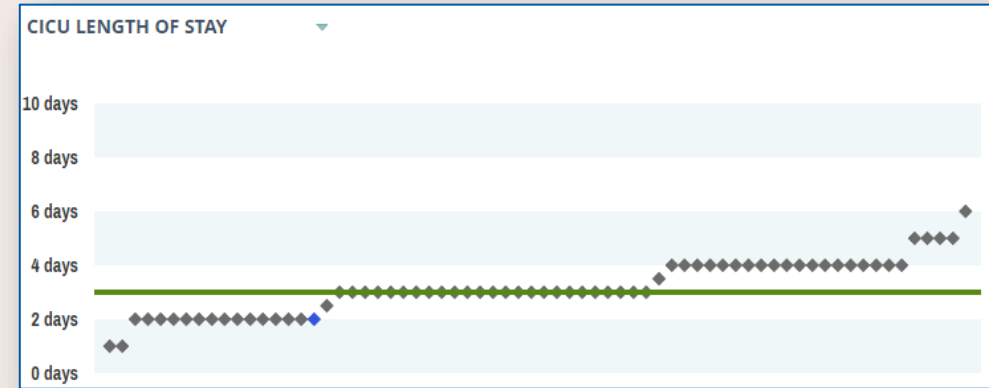 CICU LENGTH OF STAY
10 days
8 days
6 days
4 days
2 days
0 days